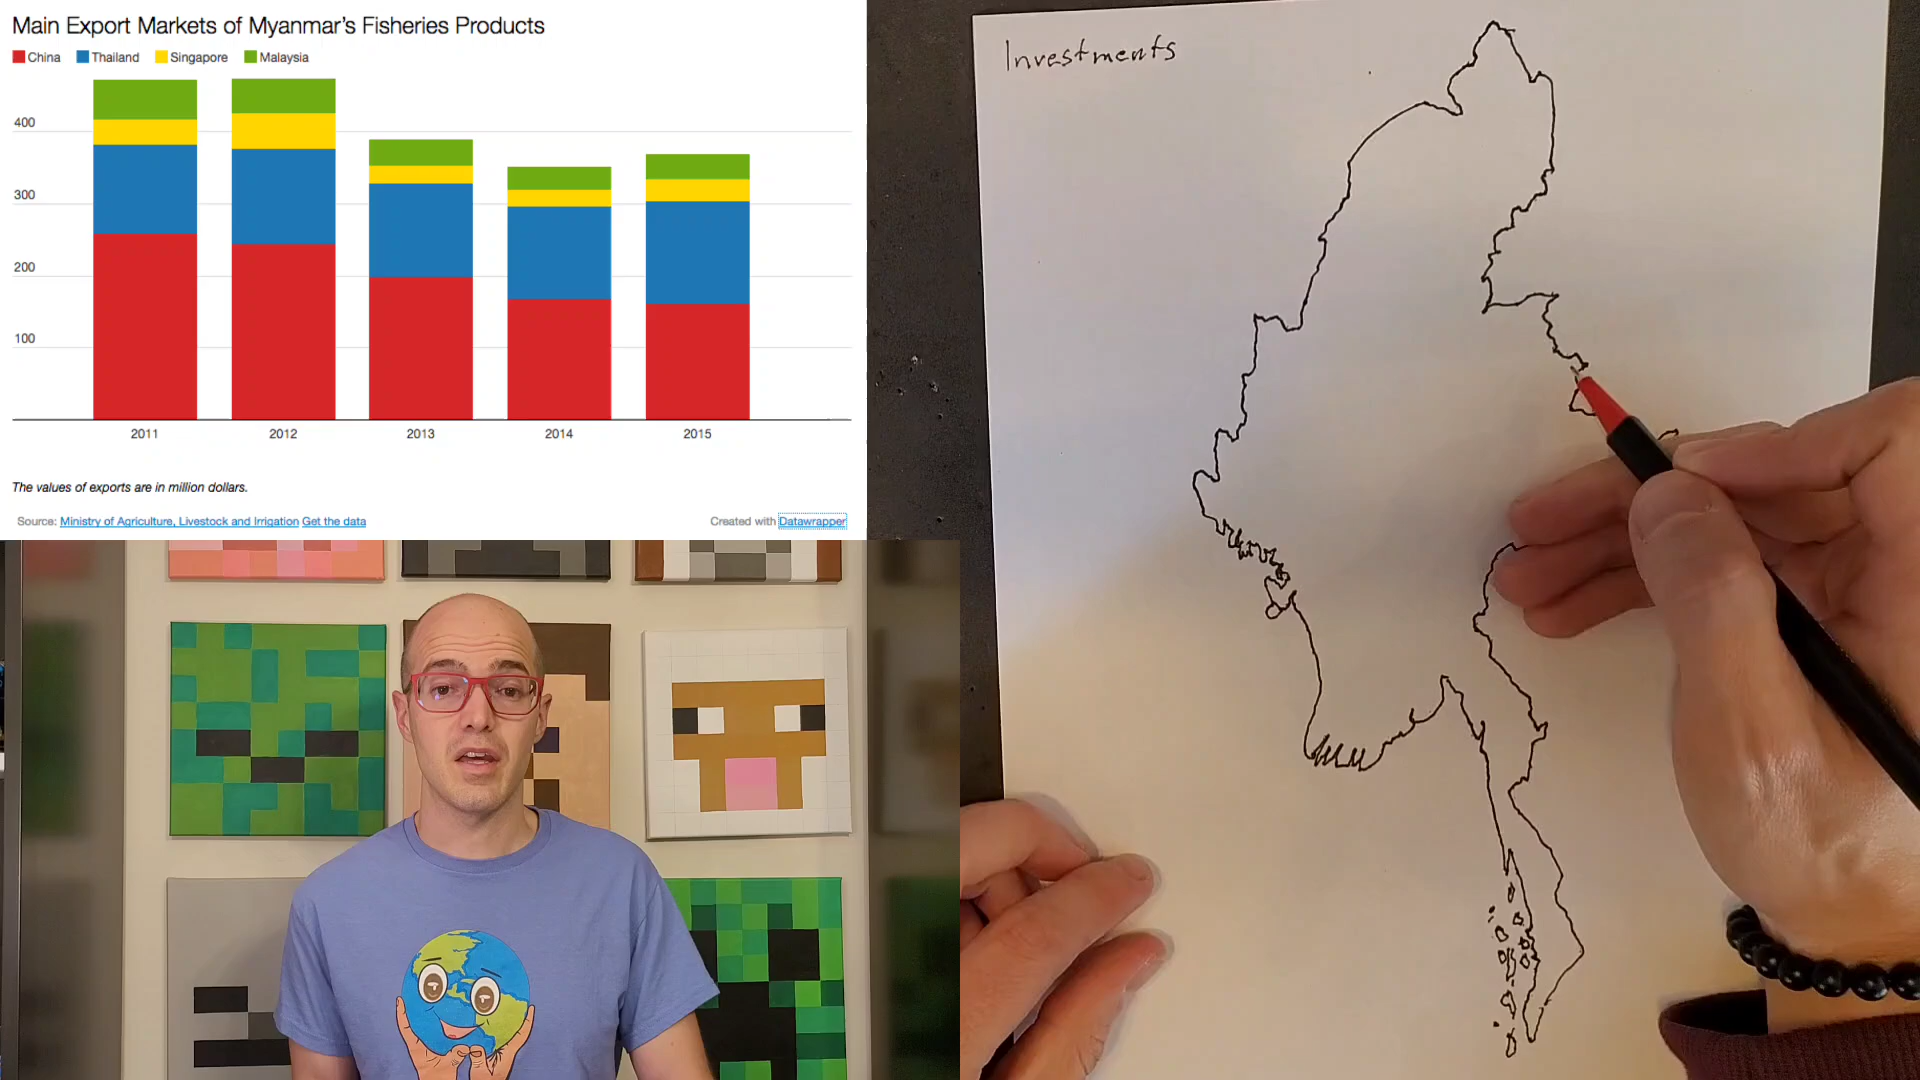 Main Export Markets of Myanmar's Fisheries Products
China Thailand Singapore Malaysia
400
300
200
100
2011 2012 2013 2014 2015
The values of exports are in million dollars.
Source: Ministry of Agriculture, Livestock and Irrigation Get the data
Created with Datawrapper
Investments